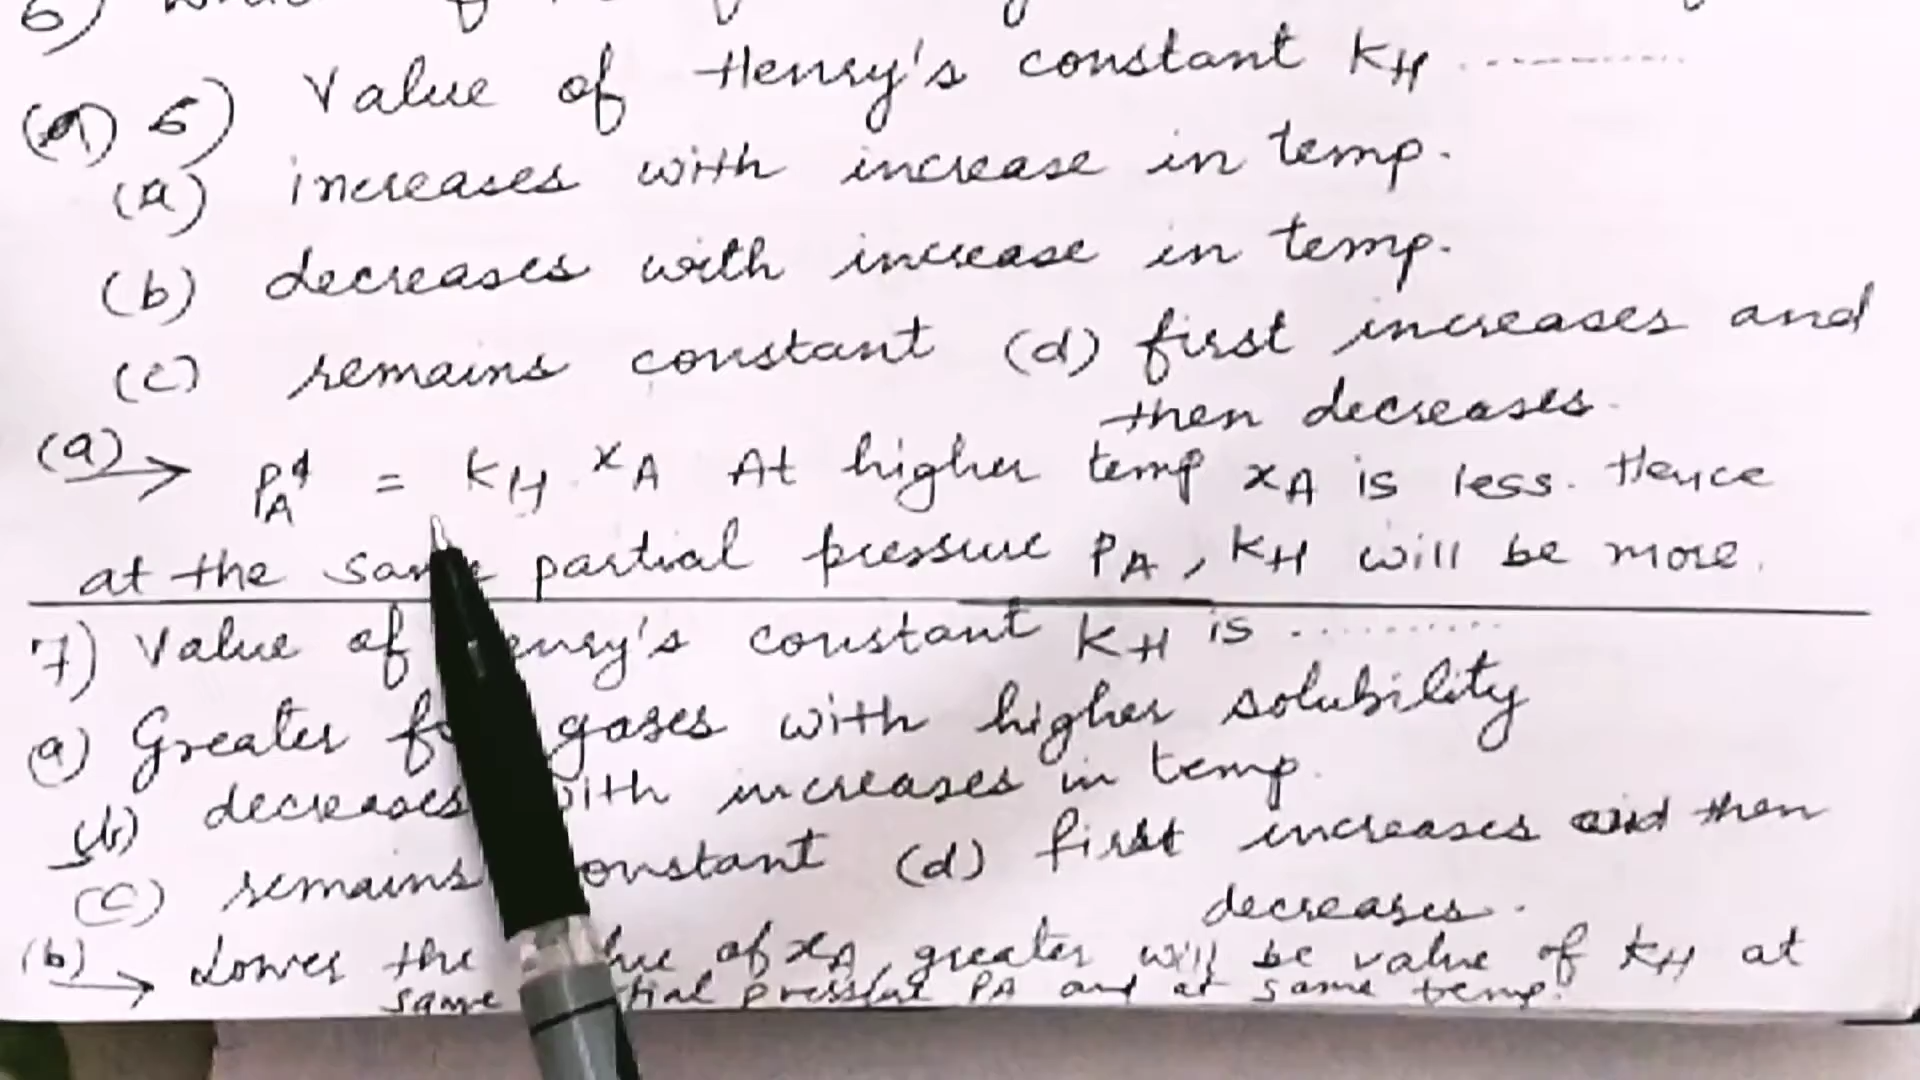 6)
(a) 6) Value of Henry's constant KH ..........
(a) increases with increase in temp.
(b) decreases with increase in temp.
(c) remains constant (d) first increases and
then decreases.
(a) → PA = KH . xA At higher temp xA is less. Hence
at the same partial pressure PA, KH will be more.
7) Value of Henry's constant KH is ..........
a) Greater gases with higher solubility
(b) decreases with increases in temp.
(c) remains constant (d) first increases and then
decreases.
(b) → Lower the of xA greater will be value of KH at
same pressure PA and at same temp.